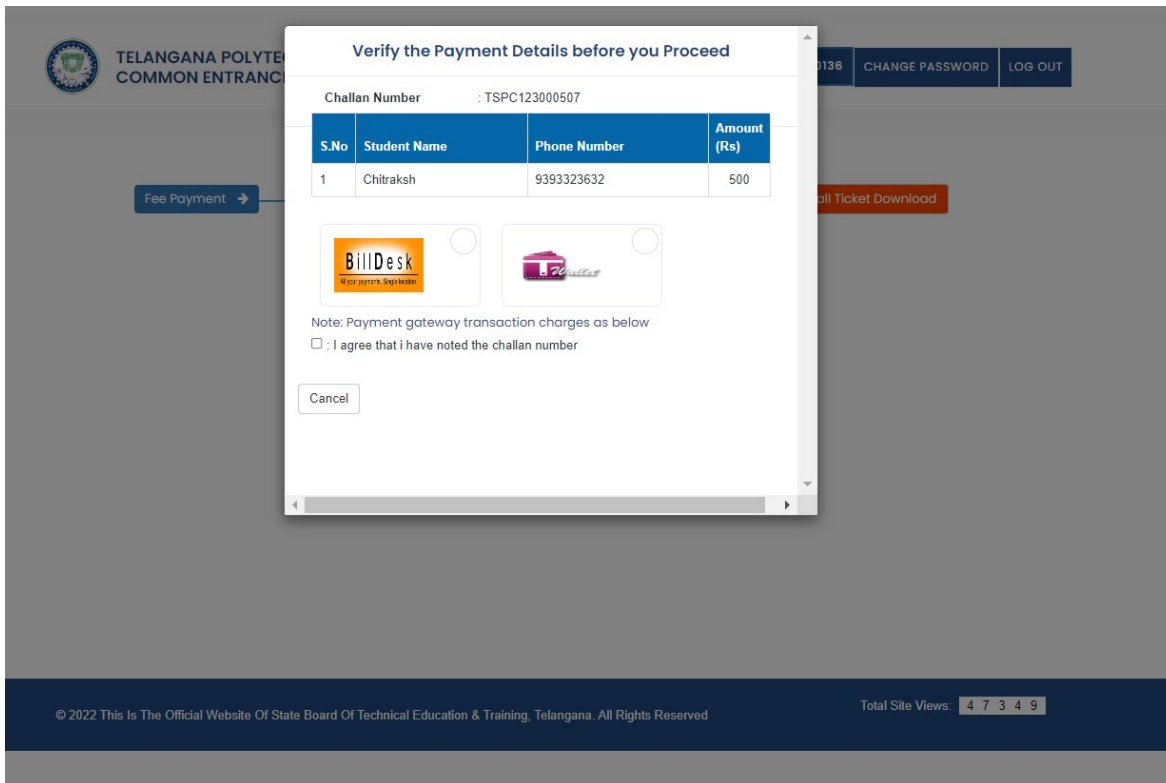 Verify the Payment Details before you Proceed
TELANGANA POLYTE
COMMON ENTRANC
0136
CHANGE PASSWORD
LOG OUT
Challan Number : TSPC123000507
S.No Student Name Phone Number Amount (Rs)
1 Chitraksh 9393323632 500
Fee Payment
all Ticket Download
BillDesk
All your payments. Single location.
T Wallet
Note: Payment gateway transaction charges as below
: I agree that i have noted the challan number
Cancel
© 2022 This Is The Official Website Of State Board Of Technical Education & Training, Telangana. All Rights Reserved
Total Site Views: 4 7 3 4 9